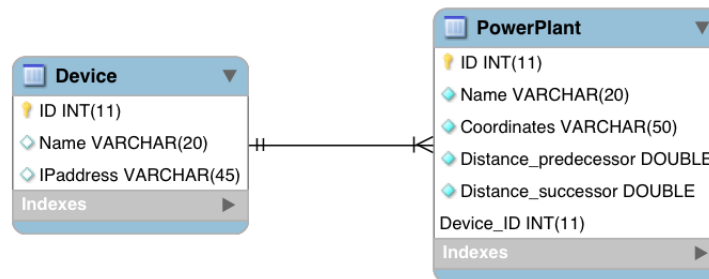 Device
ID INT(11)
Name VARCHAR(20)
IPaddress VARCHAR(45)
Indexes
PowerPlant
ID INT(11)
Name VARCHAR(20)
Coordinates VARCHAR(50)
Distance_predecessor DOUBLE
Distance_successor DOUBLE
Device_ID INT(11)
Indexes